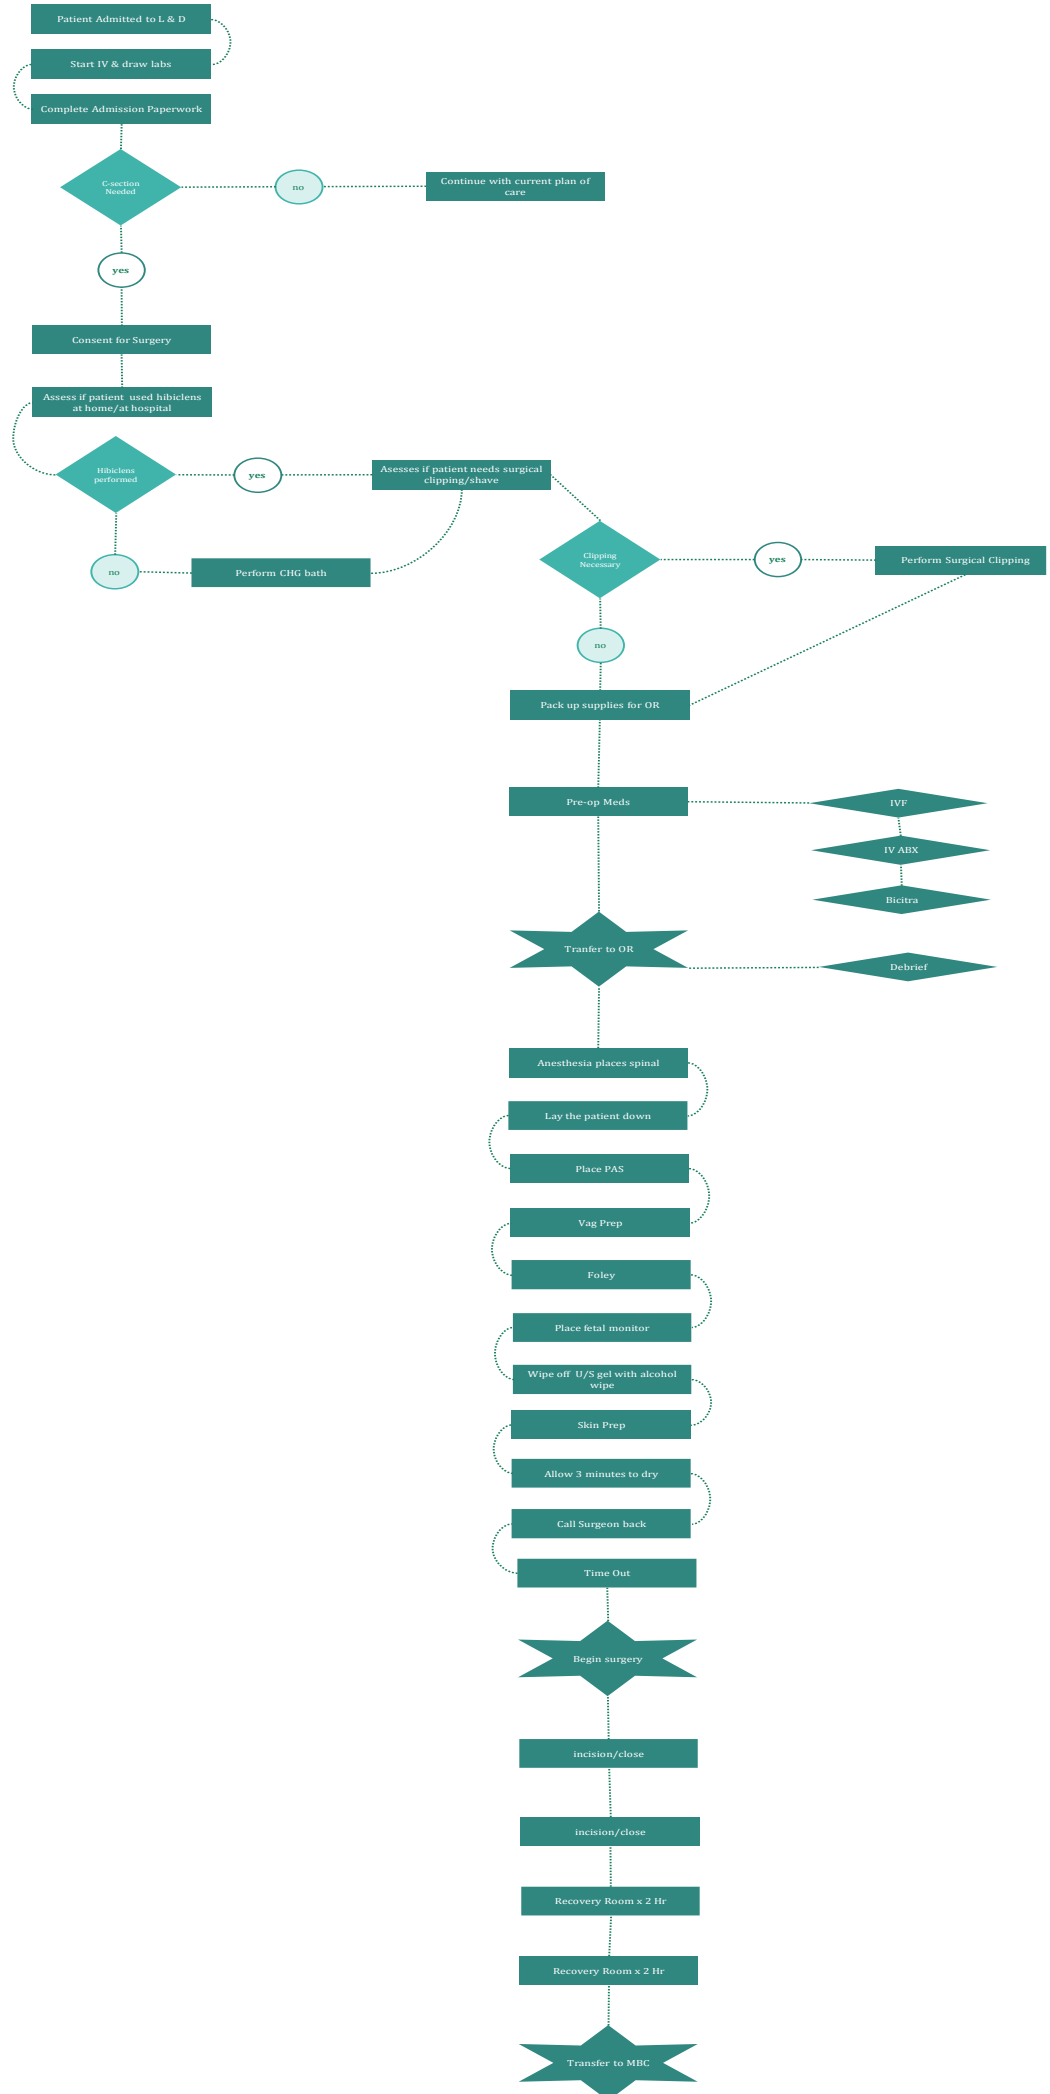 Patient Admitted to L & D
Start IV & draw labs
Complete Admission Paperwork
C-section
Needed
no
Continue with current plan of
care
yes
Consent for Surgery
Assess if patient used hibiclens
at home/at hospital
Hibiclens
performed
yes
Asesses if patient needs surgical
clipping/shave
no
Perform CHG bath
Clipping
Necessary
yes
Perform Surgical Clipping
no
Pack up supplies for OR
Pre-op Meds
IVF
IV ABX
Bicitra
Tranfer to OR
Debrief
Anesthesia places spinal
Lay the patient down
Place PAS
Vag Prep
Foley
Place fetal monitor
Wipe off U/S gel with alcohol
wipe
Skin Prep
Allow 3 minutes to dry
Call Surgeon back
Time Out
Begin surgery
incision/close
incision/close
Recovery Room x 2 Hr
Recovery Room x 2 Hr
Transfer to MBC